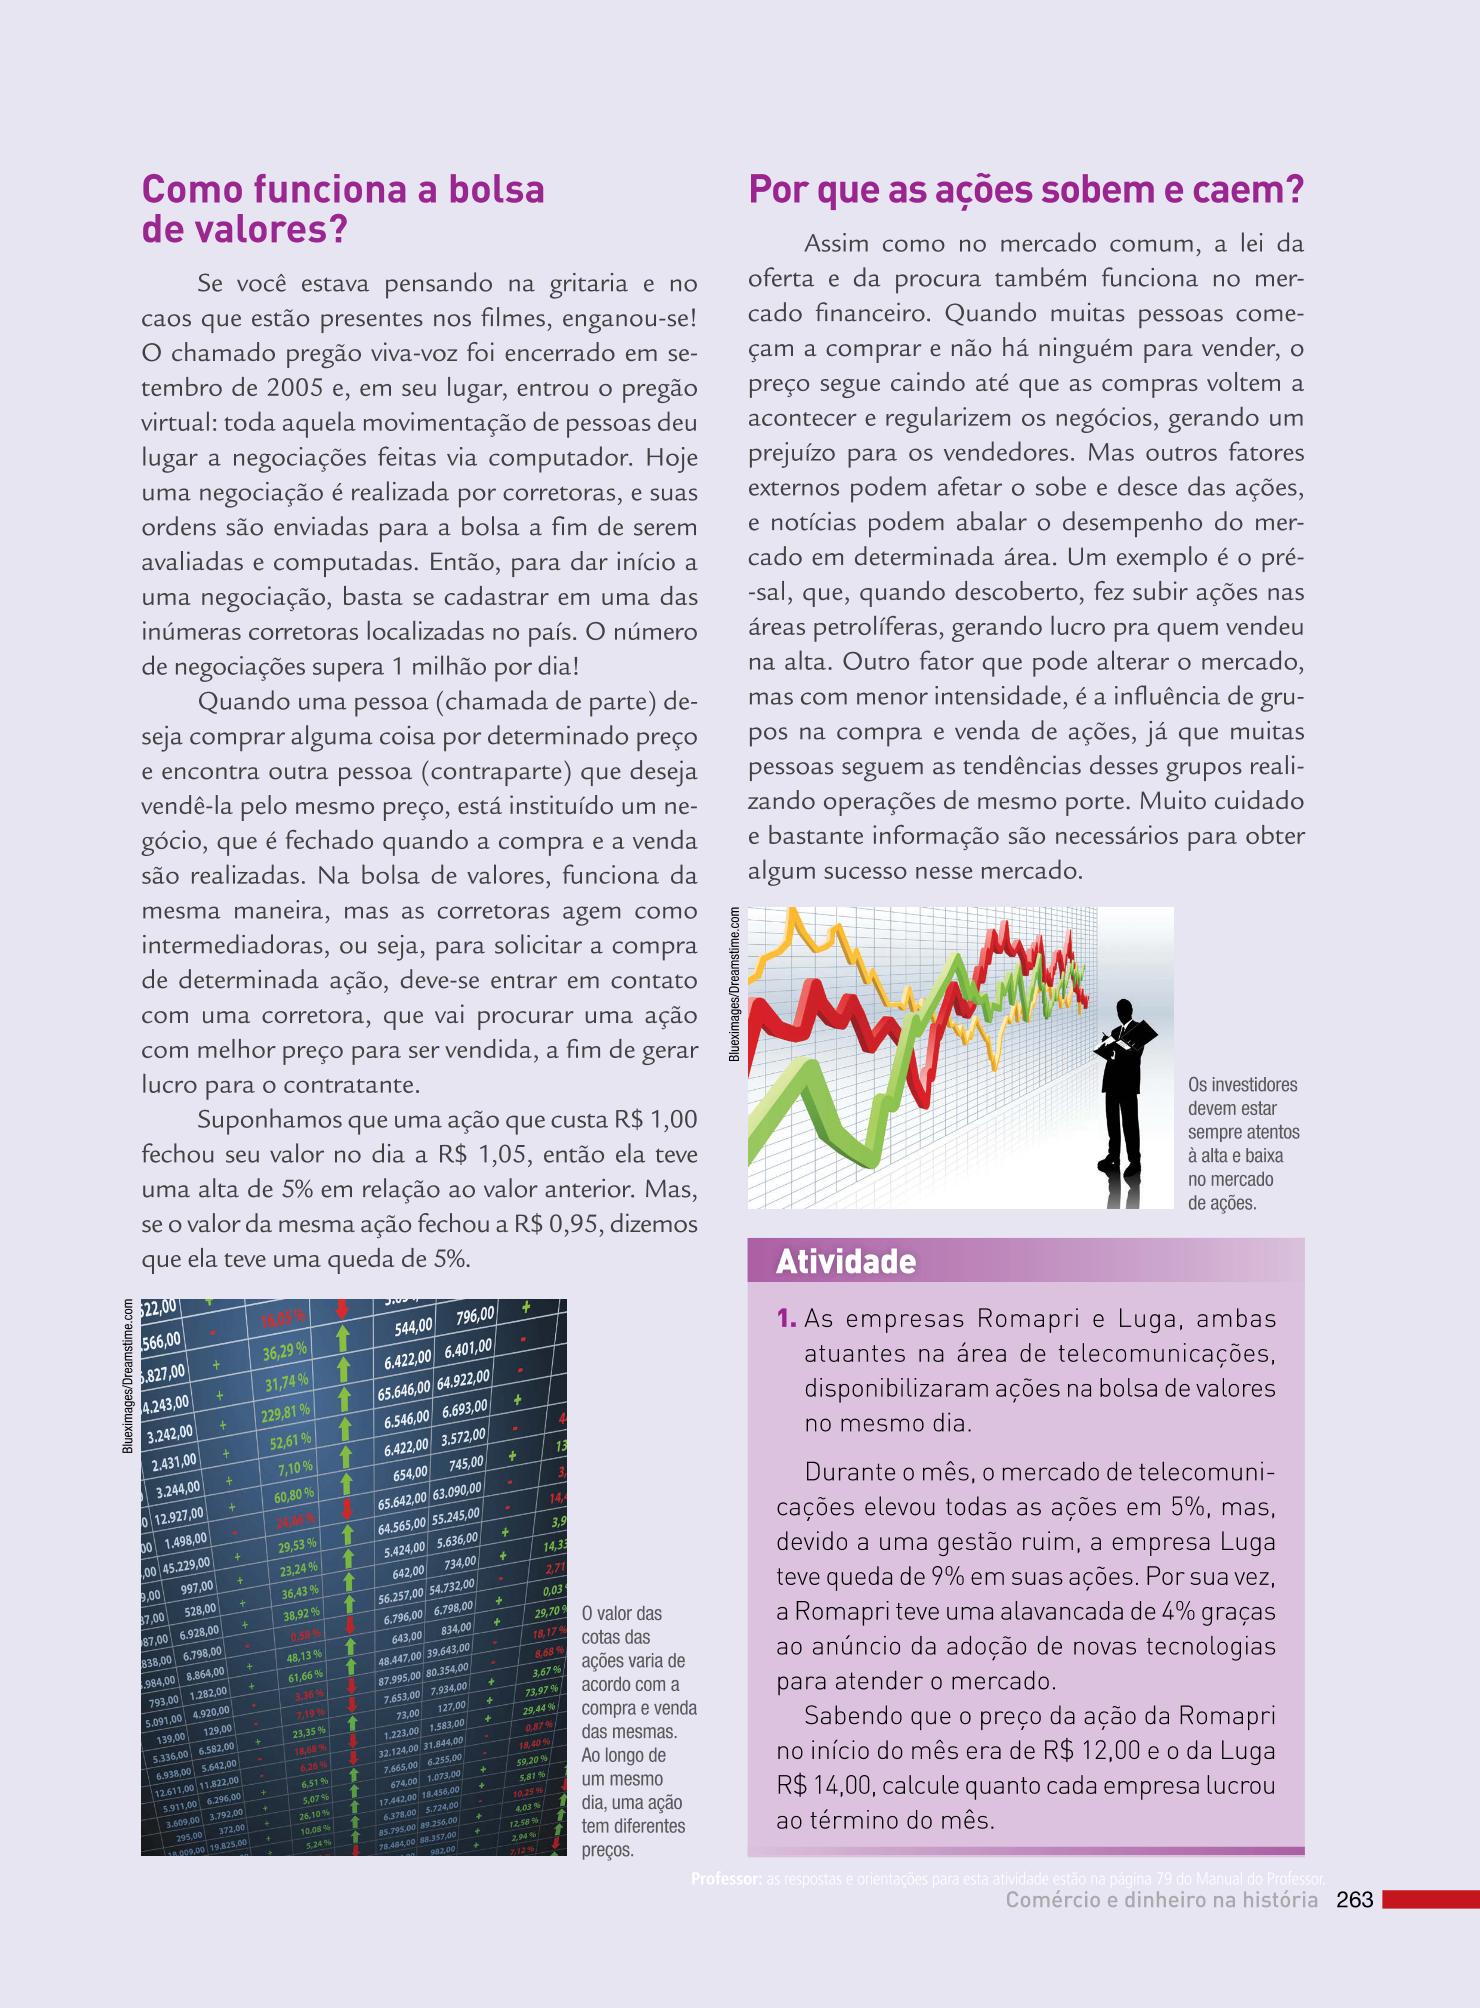 Como funciona a bolsa
de valores?
Se você estava pensando na gritaria e no
caos que estão presentes nos filmes, enganou-se!
O chamado pregão viva-voz foi encerrado em se-
tembro de 2005 e, em seu lugar, entrou o pregão
virtual: toda aquela movimentação de pessoas deu
lugar a negociações feitas via computador. Hoje
uma negociação é realizada por corretoras, e suas
ordens são enviadas para a bolsa a fim de serem
avaliadas e computadas. Então, para dar início a
uma negociação, basta se cadastrar em uma das
inúmeras corretoras localizadas no país. O número
de negociações supera 1 milhão por dia!
Quando uma pessoa (chamada de parte) de-
seja comprar alguma coisa por determinado preço
e encontra outra pessoa (contraparte) que deseja
vendê-la pelo mesmo preço, está instituído um ne-
gócio, que é fechado quando a compra e a venda
são realizadas. Na bolsa de valores, funciona da
mesma maneira, mas as corretoras agem como
intermediadoras, ou seja, para solicitar a compra
de determinada ação, deve-se entrar em contato
com uma corretora, que vai procurar uma ação
com melhor preço para ser vendida, a fim de gerar
lucro para o contratante.
Suponhamos que uma ação que custa R$ 1,00
fechou seu valor no dia a R$ 1,05, então ela teve
uma alta de 5% em relação ao valor anterior. Mas,
se o valor da mesma ação fechou a R$ 0,95, dizemos
que ela teve uma queda de 5%.
Blueximages/Dreamstime.com
O valor das
cotas das
ações varia de
acordo com a
compra e venda
das mesmas.
Ao longo de
um mesmo
dia, uma ação
tem diferentes
preços.
Por que as ações sobem e caem?
Assim como no mercado comum, a lei da
oferta e da procura também funciona no mer-
cado financeiro. Quando muitas pessoas come-
çam a comprar e não há ninguém para vender, o
preço segue caindo até que as compras voltem a
acontecer e regularizem os negócios, gerando um
prejuízo para os vendedores. Mas outros fatores
externos podem afetar o sobe e desce das ações,
e notícias podem abalar o desempenho do mer-
cado em determinada área. Um exemplo é o pré-
-sal, que, quando descoberto, fez subir ações nas
áreas petrolíferas, gerando lucro pra quem vendeu
na alta. Outro fator que pode alterar o mercado,
mas com menor intensidade, é a influência de gru-
pos na compra e venda de ações, já que muitas
pessoas seguem as tendências desses grupos reali-
zando operações de mesmo porte. Muito cuidado
e bastante informação são necessários para obter
algum sucesso nesse mercado.
Blueximages/Dreamstime.com
Os investidores
devem estar
sempre atentos
à alta e baixa
no mercado
de ações.
Atividade
1. As empresas Romapri e Luga, ambas
atuantes na área de telecomunicações,
disponibilizaram ações na bolsa de valores
no mesmo dia.
Durante o mês, o mercado de telecomuni-
cações elevou todas as ações em 5%, mas,
devido a uma gestão ruim, a empresa Luga
teve queda de 9% em suas ações. Por sua vez,
a Romapri teve uma alavancada de 4% graças
ao anúncio da adoção de novas tecnologias
para atender o mercado.
Sabendo que o preço da ação da Romapri
no início do mês era de R$ 12,00 e o da Luga
R$ 14,00, calcule quanto cada empresa lucrou
ao término do mês.
Professor: as respostas e orientações para esta atividade estão na página 79 do Manual do Professor.
Comércio e dinheiro na história 263